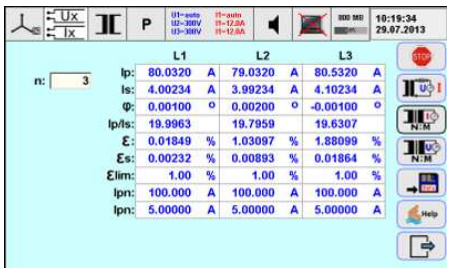 Ux
Ix
P
U1=auto I1=auto
U2=300V I1=12.0A
U3=300V I1=12.0A
800 MB
10:19:34
29.07.2013
STOP
n: 3
L1 L2 L3
Ip: 80.0320 A 79.0320 A 80.5320 A
Is: 4.00234 A 3.99234 A 4.10234 A
φ: 0.00100 ° 0.00200 ° -0.00100 °
Ip/Is: 19.9963 19.7959 19.6307
Ɛ: 0.01849 % 1.03097 % 1.88099 %
Ɛs: 0.00232 % 0.00893 % 0.01864 %
Ɛlim: 1.00 % 1.00 % 1.00 %
Ipn: 100.000 A 100.000 A 100.000 A
Ipn: 5.00000 A 5.00000 A 5.00000 A
I
N:M
N:M
Help